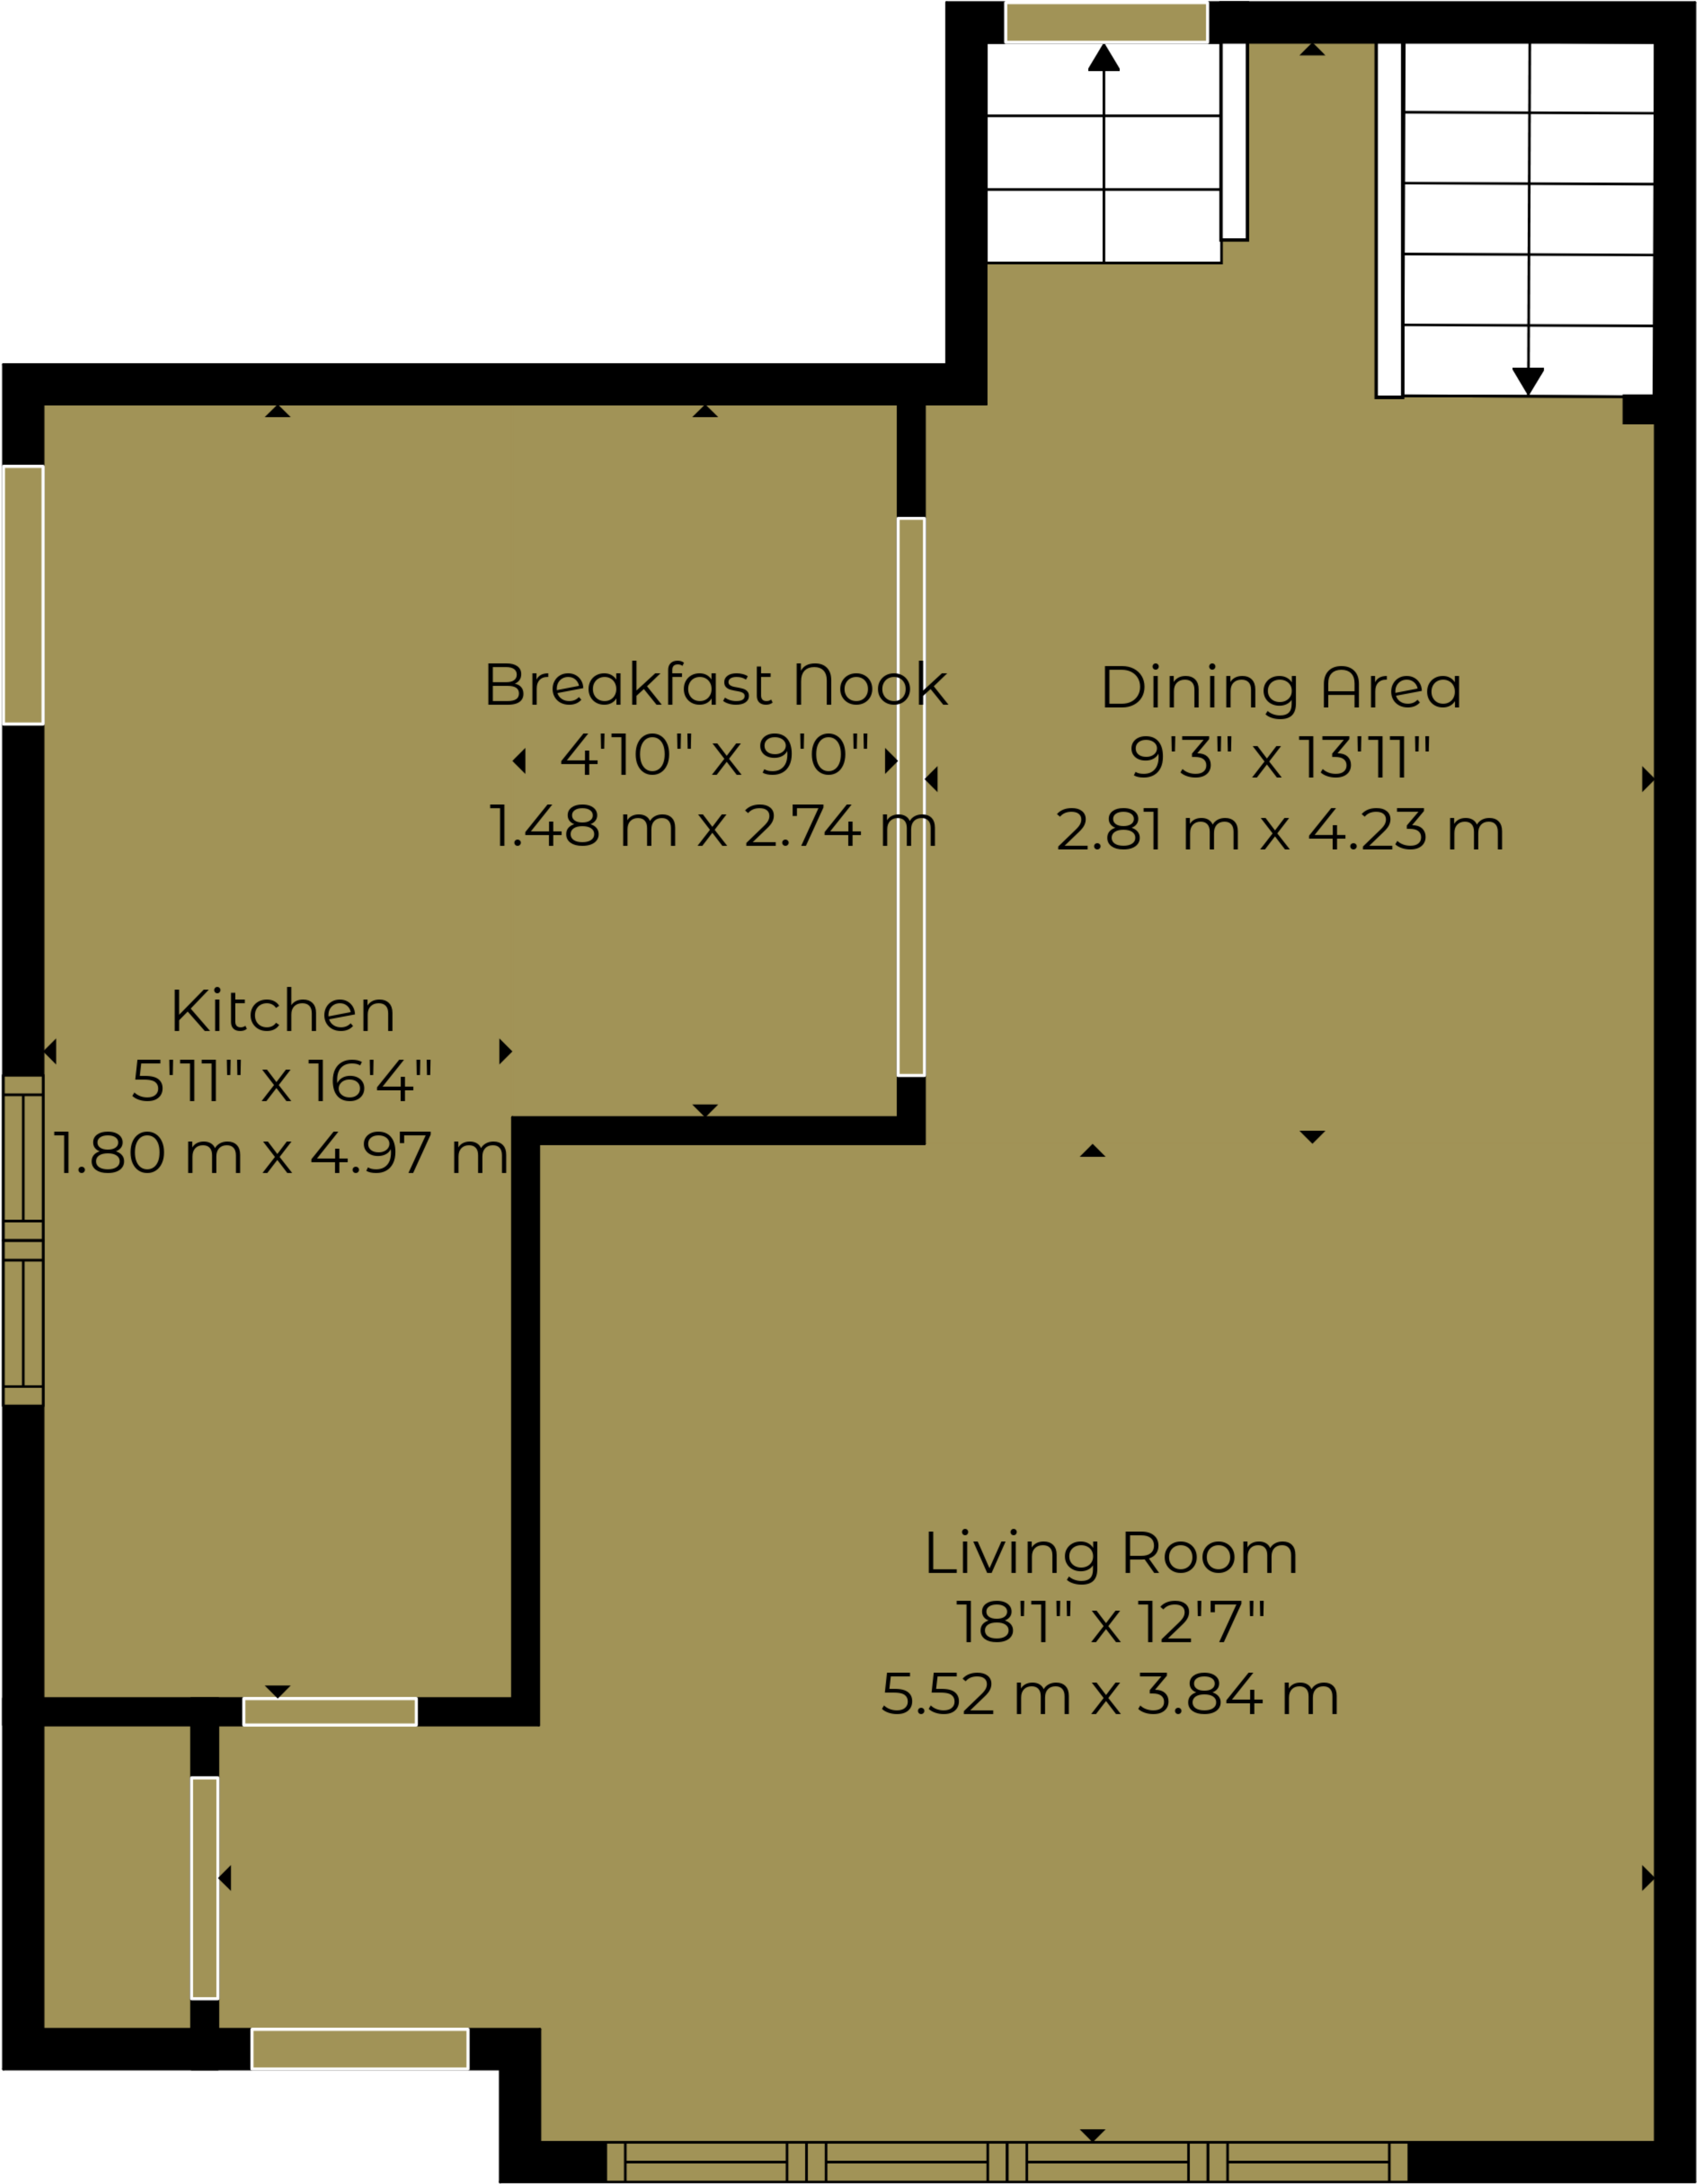 Breakfast Nook
4'10" x 9'0"
1.48 m x 2.74 m
Dining Area
9'3" x 13'11"
2.81 m x 4.23 m
Kitchen
5'11" x 16'4"
1.80 m x 4.97 m
Living Room
18'1" x 12'7"
5.52 m x 3.84 m